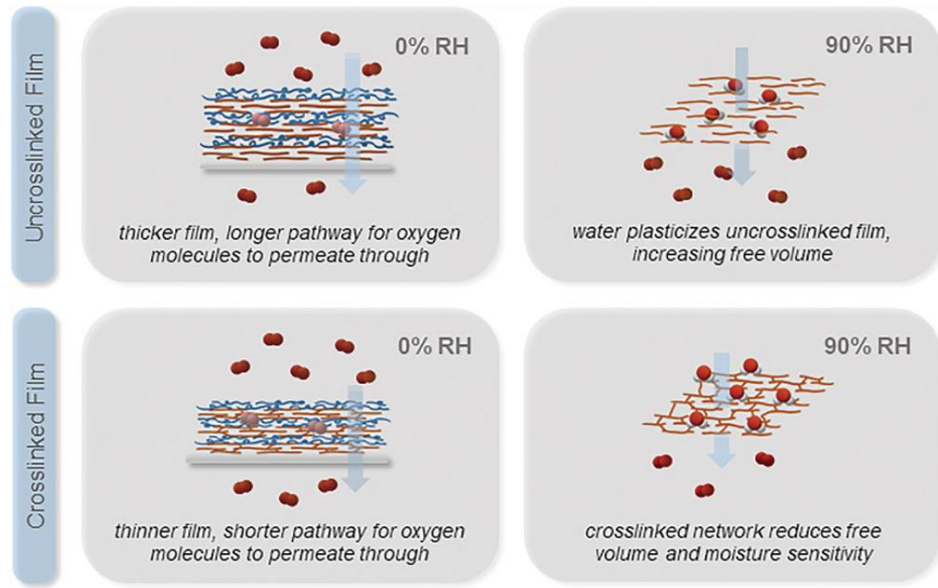 Uncrosslinked Film
0% RH
thicker film, longer pathway for oxygen
molecules to permeate through
90% RH
water plasticizes uncrosslinked film,
increasing free volume
Crosslinked Film
0% RH
thinner film, shorter pathway for oxygen
molecules to permeate through
90% RH
crosslinked network reduces free
volume and moisture sensitivity